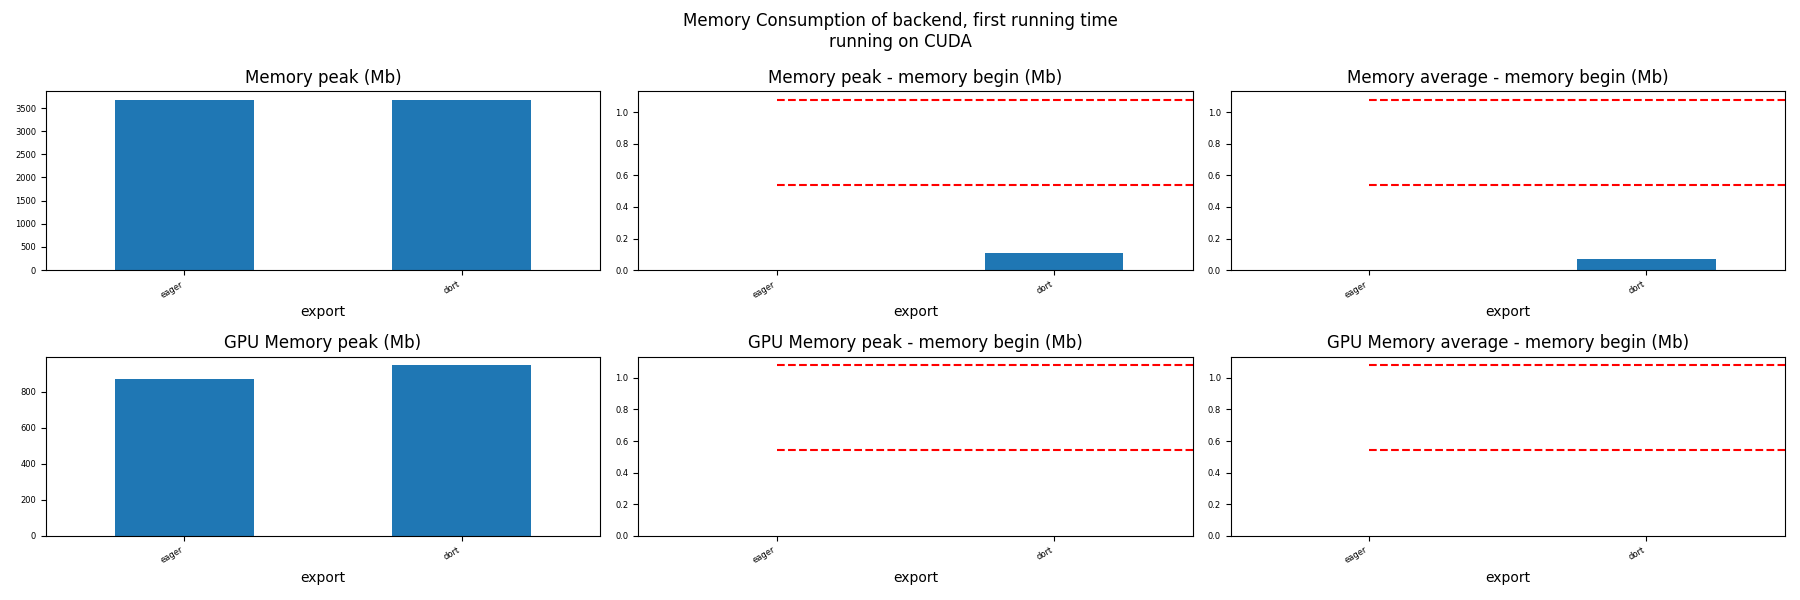 Memory Consumption of backend, first running time
running on CUDA
Memory peak (Mb)
3500
3000
2500
2000
1500
1000
500
0
eager
dort
export
Memory peak - memory begin (Mb)
1.0
0.8
0.6
0.4
0.2
0.0
eager
dort
export
Memory average - memory begin (Mb)
1.0
0.8
0.6
0.4
0.2
0.0
eager
dort
export
GPU Memory peak (Mb)
800
600
400
200
0
eager
dort
export
GPU Memory peak - memory begin (Mb)
1.0
0.8
0.6
0.4
0.2
0.0
eager
dort
export
GPU Memory average - memory begin (Mb)
1.0
0.8
0.6
0.4
0.2
0.0
eager
dort
export